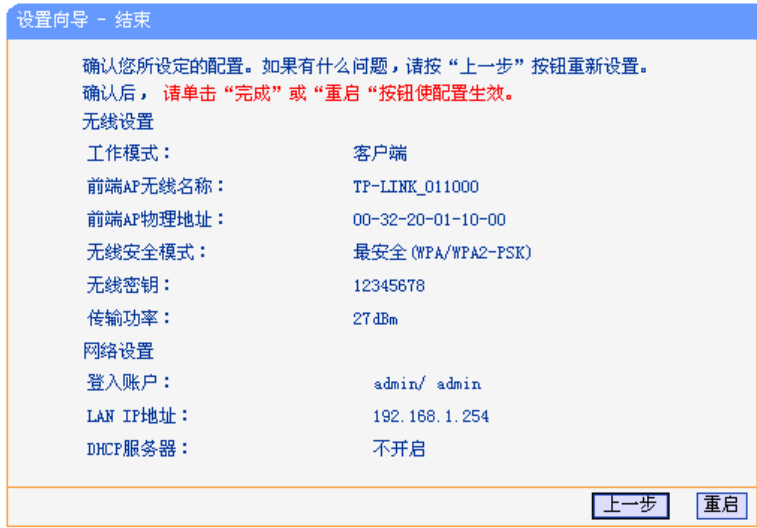 设置向导 - 结束
确认您所设定的配置。如果有什么问题，请按“上一步”按钮重新设置。
确认后， 请单击“完成”或“重启“按钮使配置生效。
无线设置
工作模式： 客户端
前端AP无线名称： TP-LINK_011000
前端AP物理地址： 00-32-20-01-10-00
无线安全模式： 最安全(WPA/WPA2-PSK)
无线密钥： 12345678
传输功率： 27dBm
网络设置
登入账户： admin/ admin
LAN IP地址： 192.168.1.254
DHCP服务器： 不开启
上一步 重启